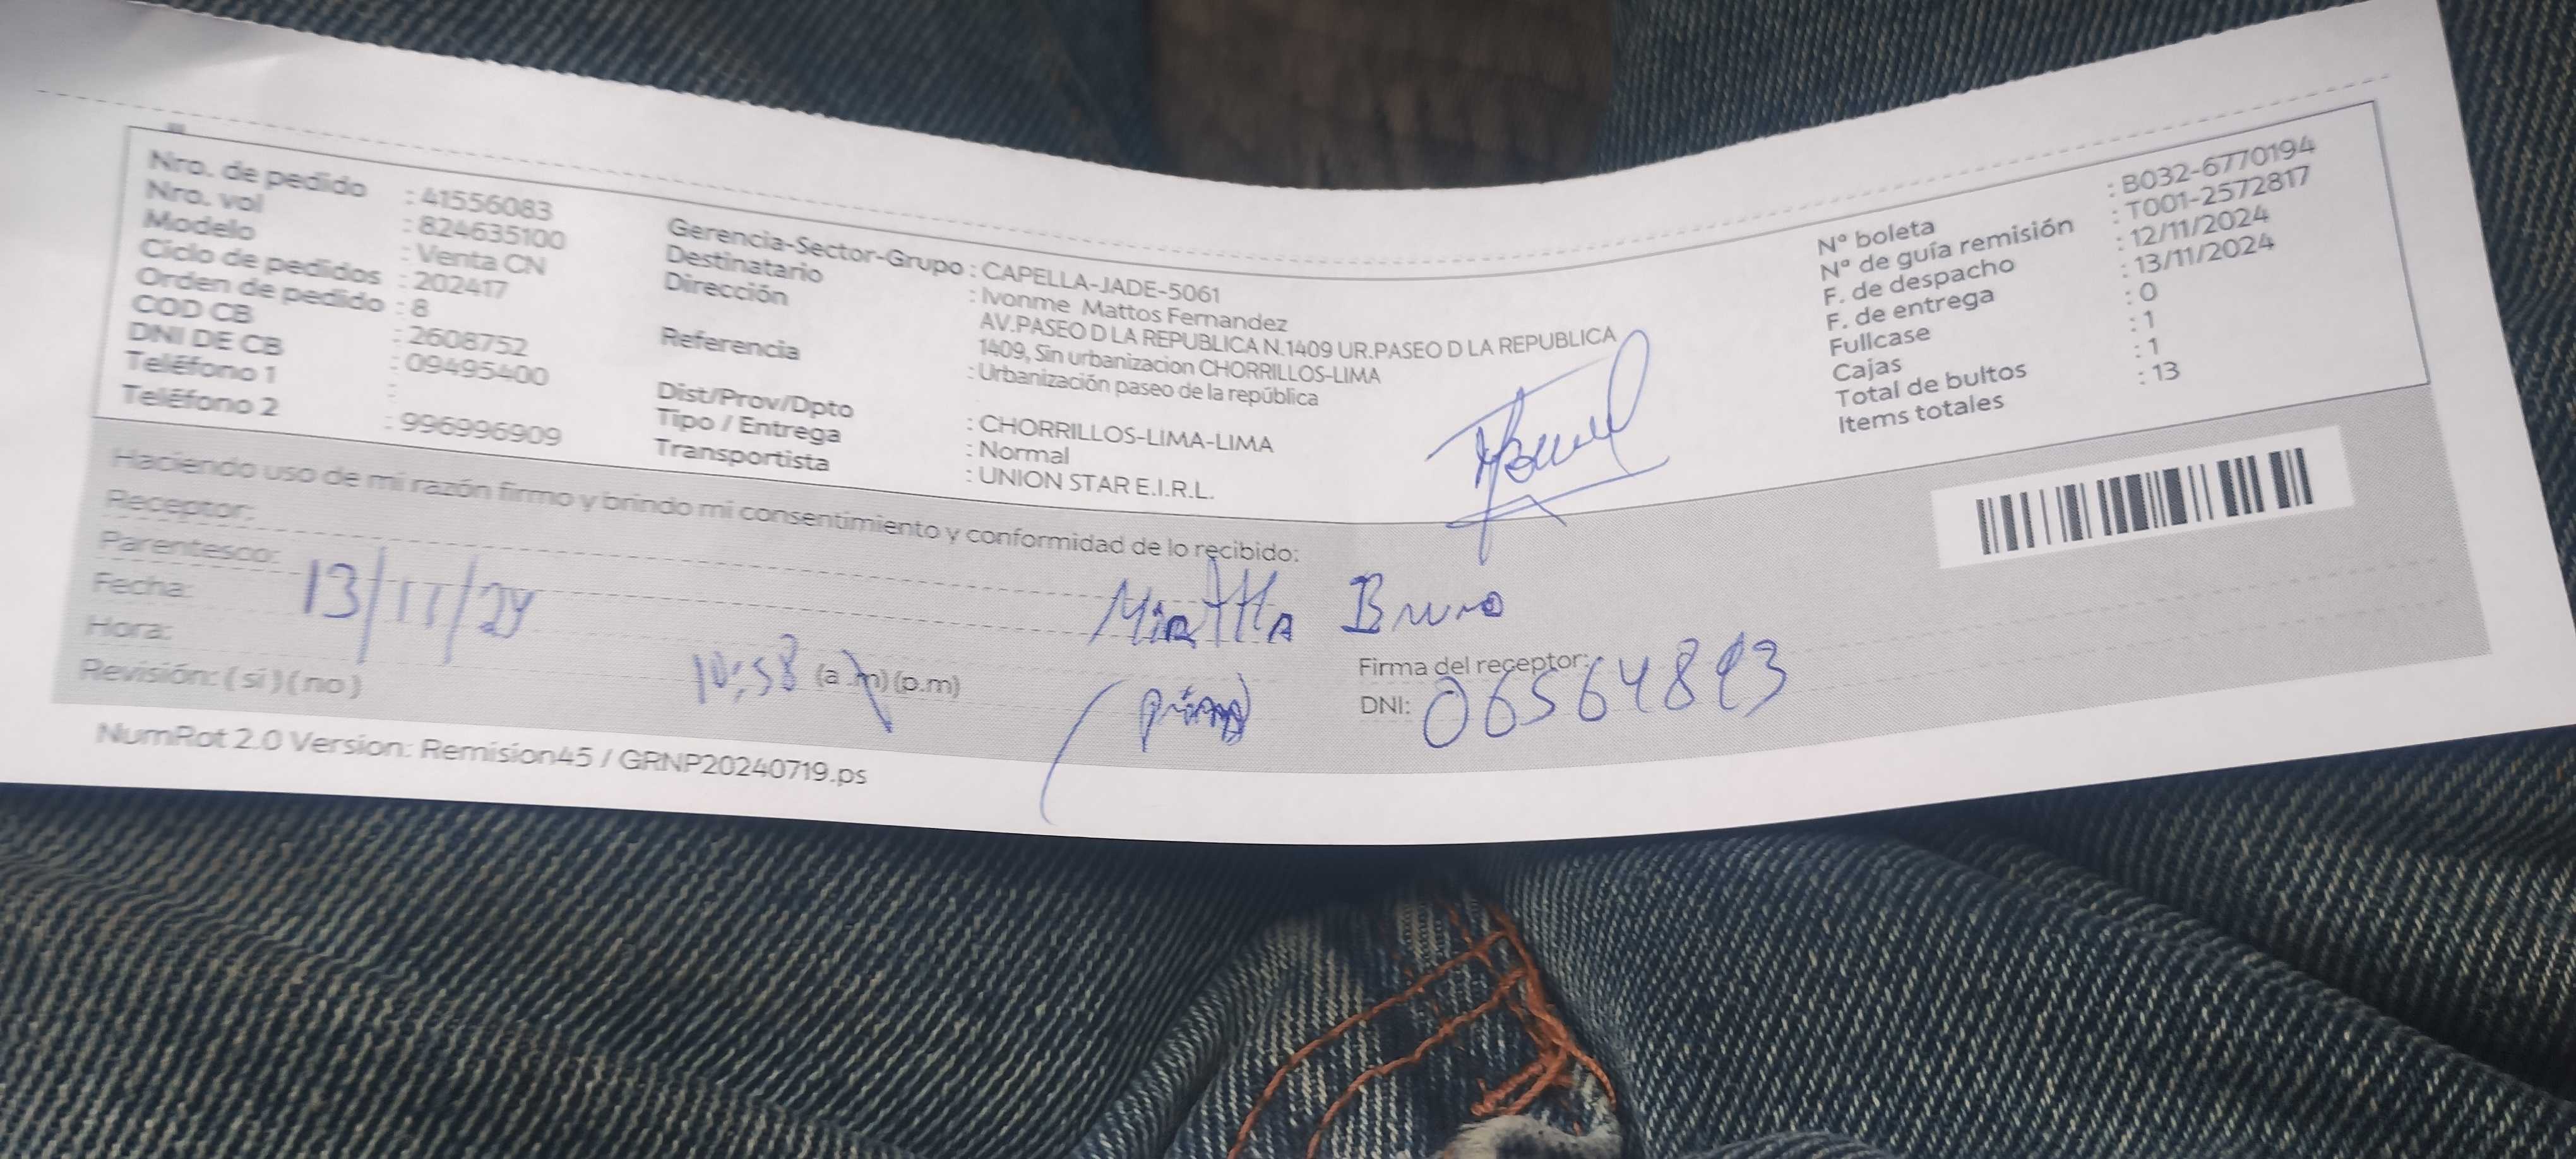 Nro. de pedido : 41556083
Nro. vol : 824635100
Modelo : Venta CN
Ciclo de pedidos : 202417
Orden de pedido : 8
COD CB : 2608752
DNI DE CB : 09495400
Teléfono 1 :
Teléfono 2 : 996996909
Gerencia-Sector-Grupo : CAPELLA-JADE-5061
Destinatario : Ivonme Mattos Fernandez
Dirección AV.PASEO D LA REPUBLICA N.1409 UR.PASEO D LA REPUBLICA
1409, Sin urbanizacion CHORRILLOS-LIMA
Referencia : Urbanización paseo de la república
Dist/Prov/Dpto : CHORRILLOS-LIMA-LIMA
Tipo / Entrega : Normal
Transportista : UNION STAR E.I.R.L.
Nº boleta : B032-6770194
Nº de guía remisión : T001-2572817
F. de despacho : 12/11/2024
F. de entrega : 13/11/2024
Fullcase : 0
Cajas : 1
Total de bultos : 1
Items totales : 13
Haciendo uso de mi razón firmo y brindo mi consentimiento y conformidad de lo recibido:
Receptor: Bruno
Parentesco:
Fecha: 13/11/24
Hora: 10:58 (a.m) (p.m)
Revisión: ( si ) ( no )
Firma del receptor:
DNI:
NumRot 2.0 Version: Remision45 / GRNP20240719.ps